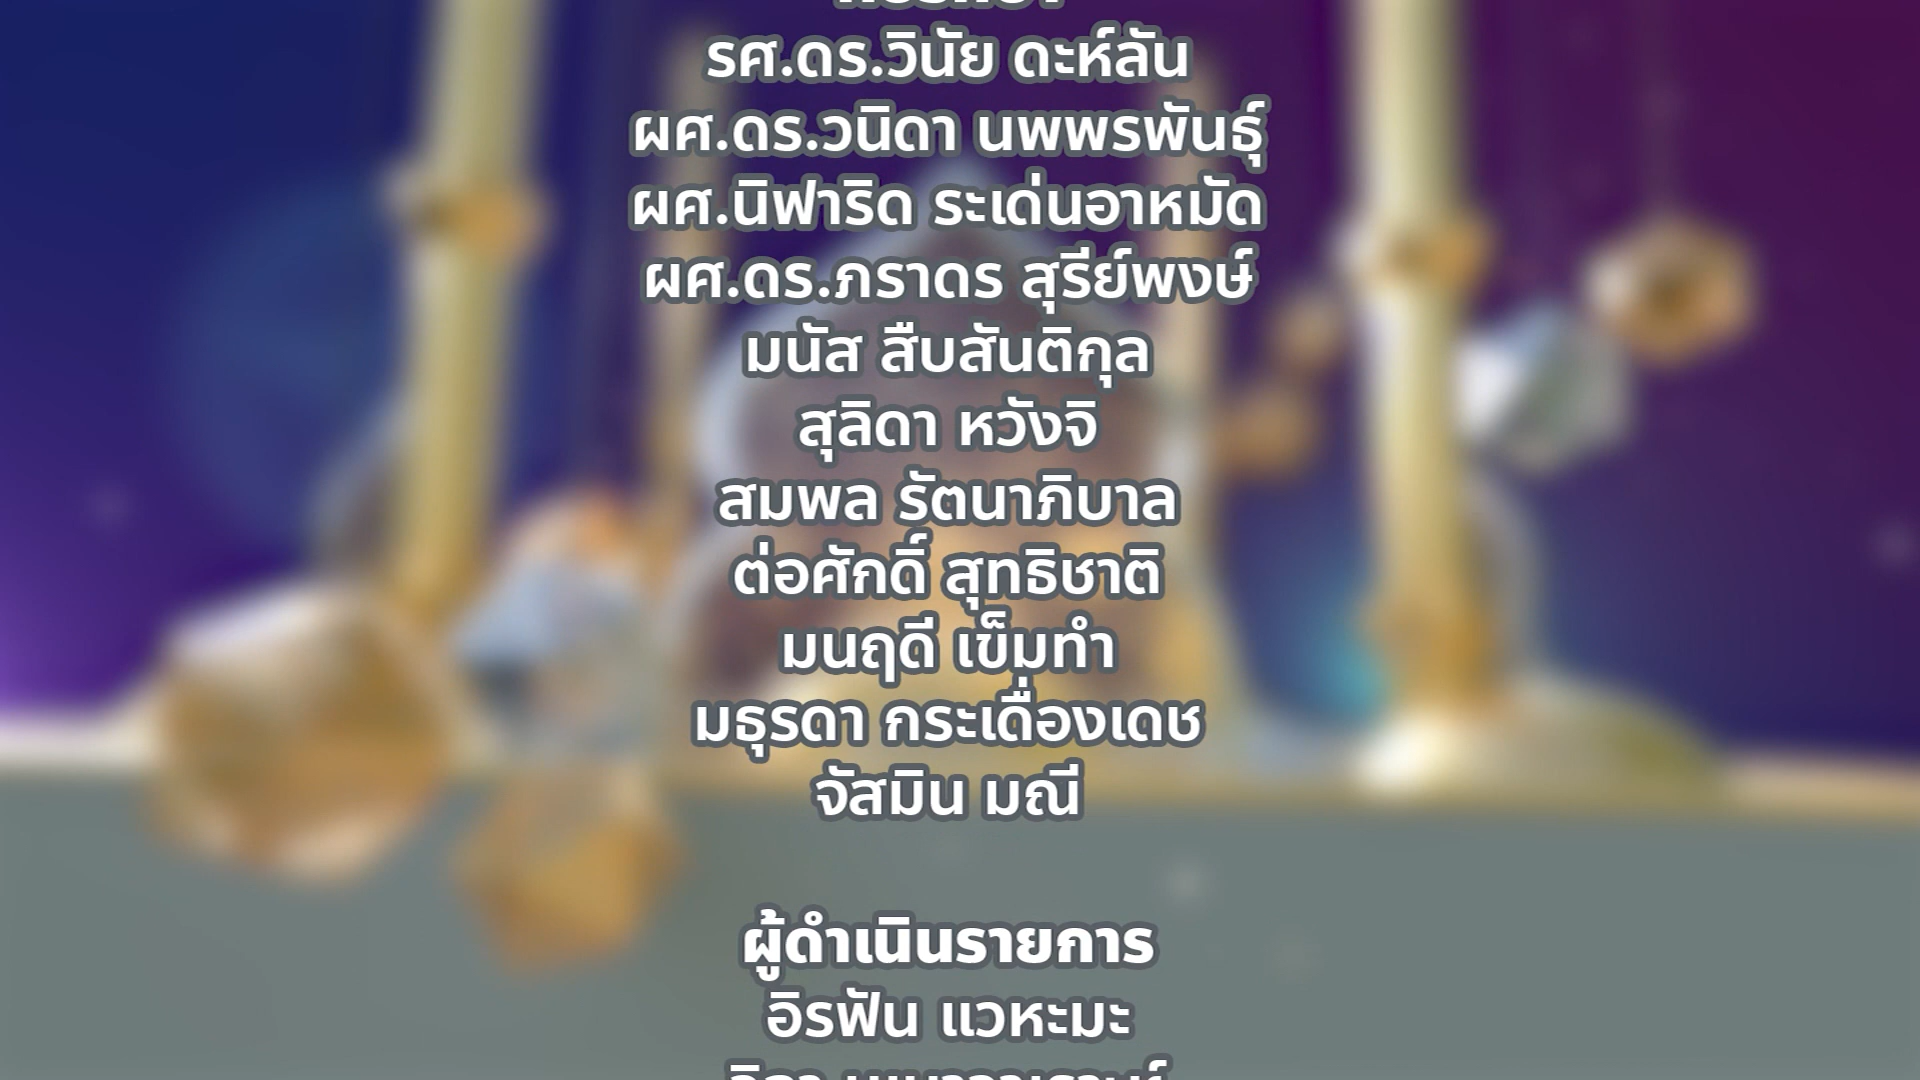 รศ.ดร.วินัย ดะห์ลัน
ผศ.ดร.วนิดา นพพรพันธุ์
ผศ.นิฟาริด ระเด่นอาหมัด
ผศ.ดร.ภราดร สุรีย์พงษ์
มนัส สืบสันติกุล
สุลิดา หวังจิ
สมพล รัตนาภิบาล
ต่อศักดิ์ สุทธิชาติ
มนฤดี เข็มทำ
มธุรดา กระเดื่องเดช
จัสมิน มณี
ผู้ดำเนินรายการ
อิรฟัน แวหะมะ